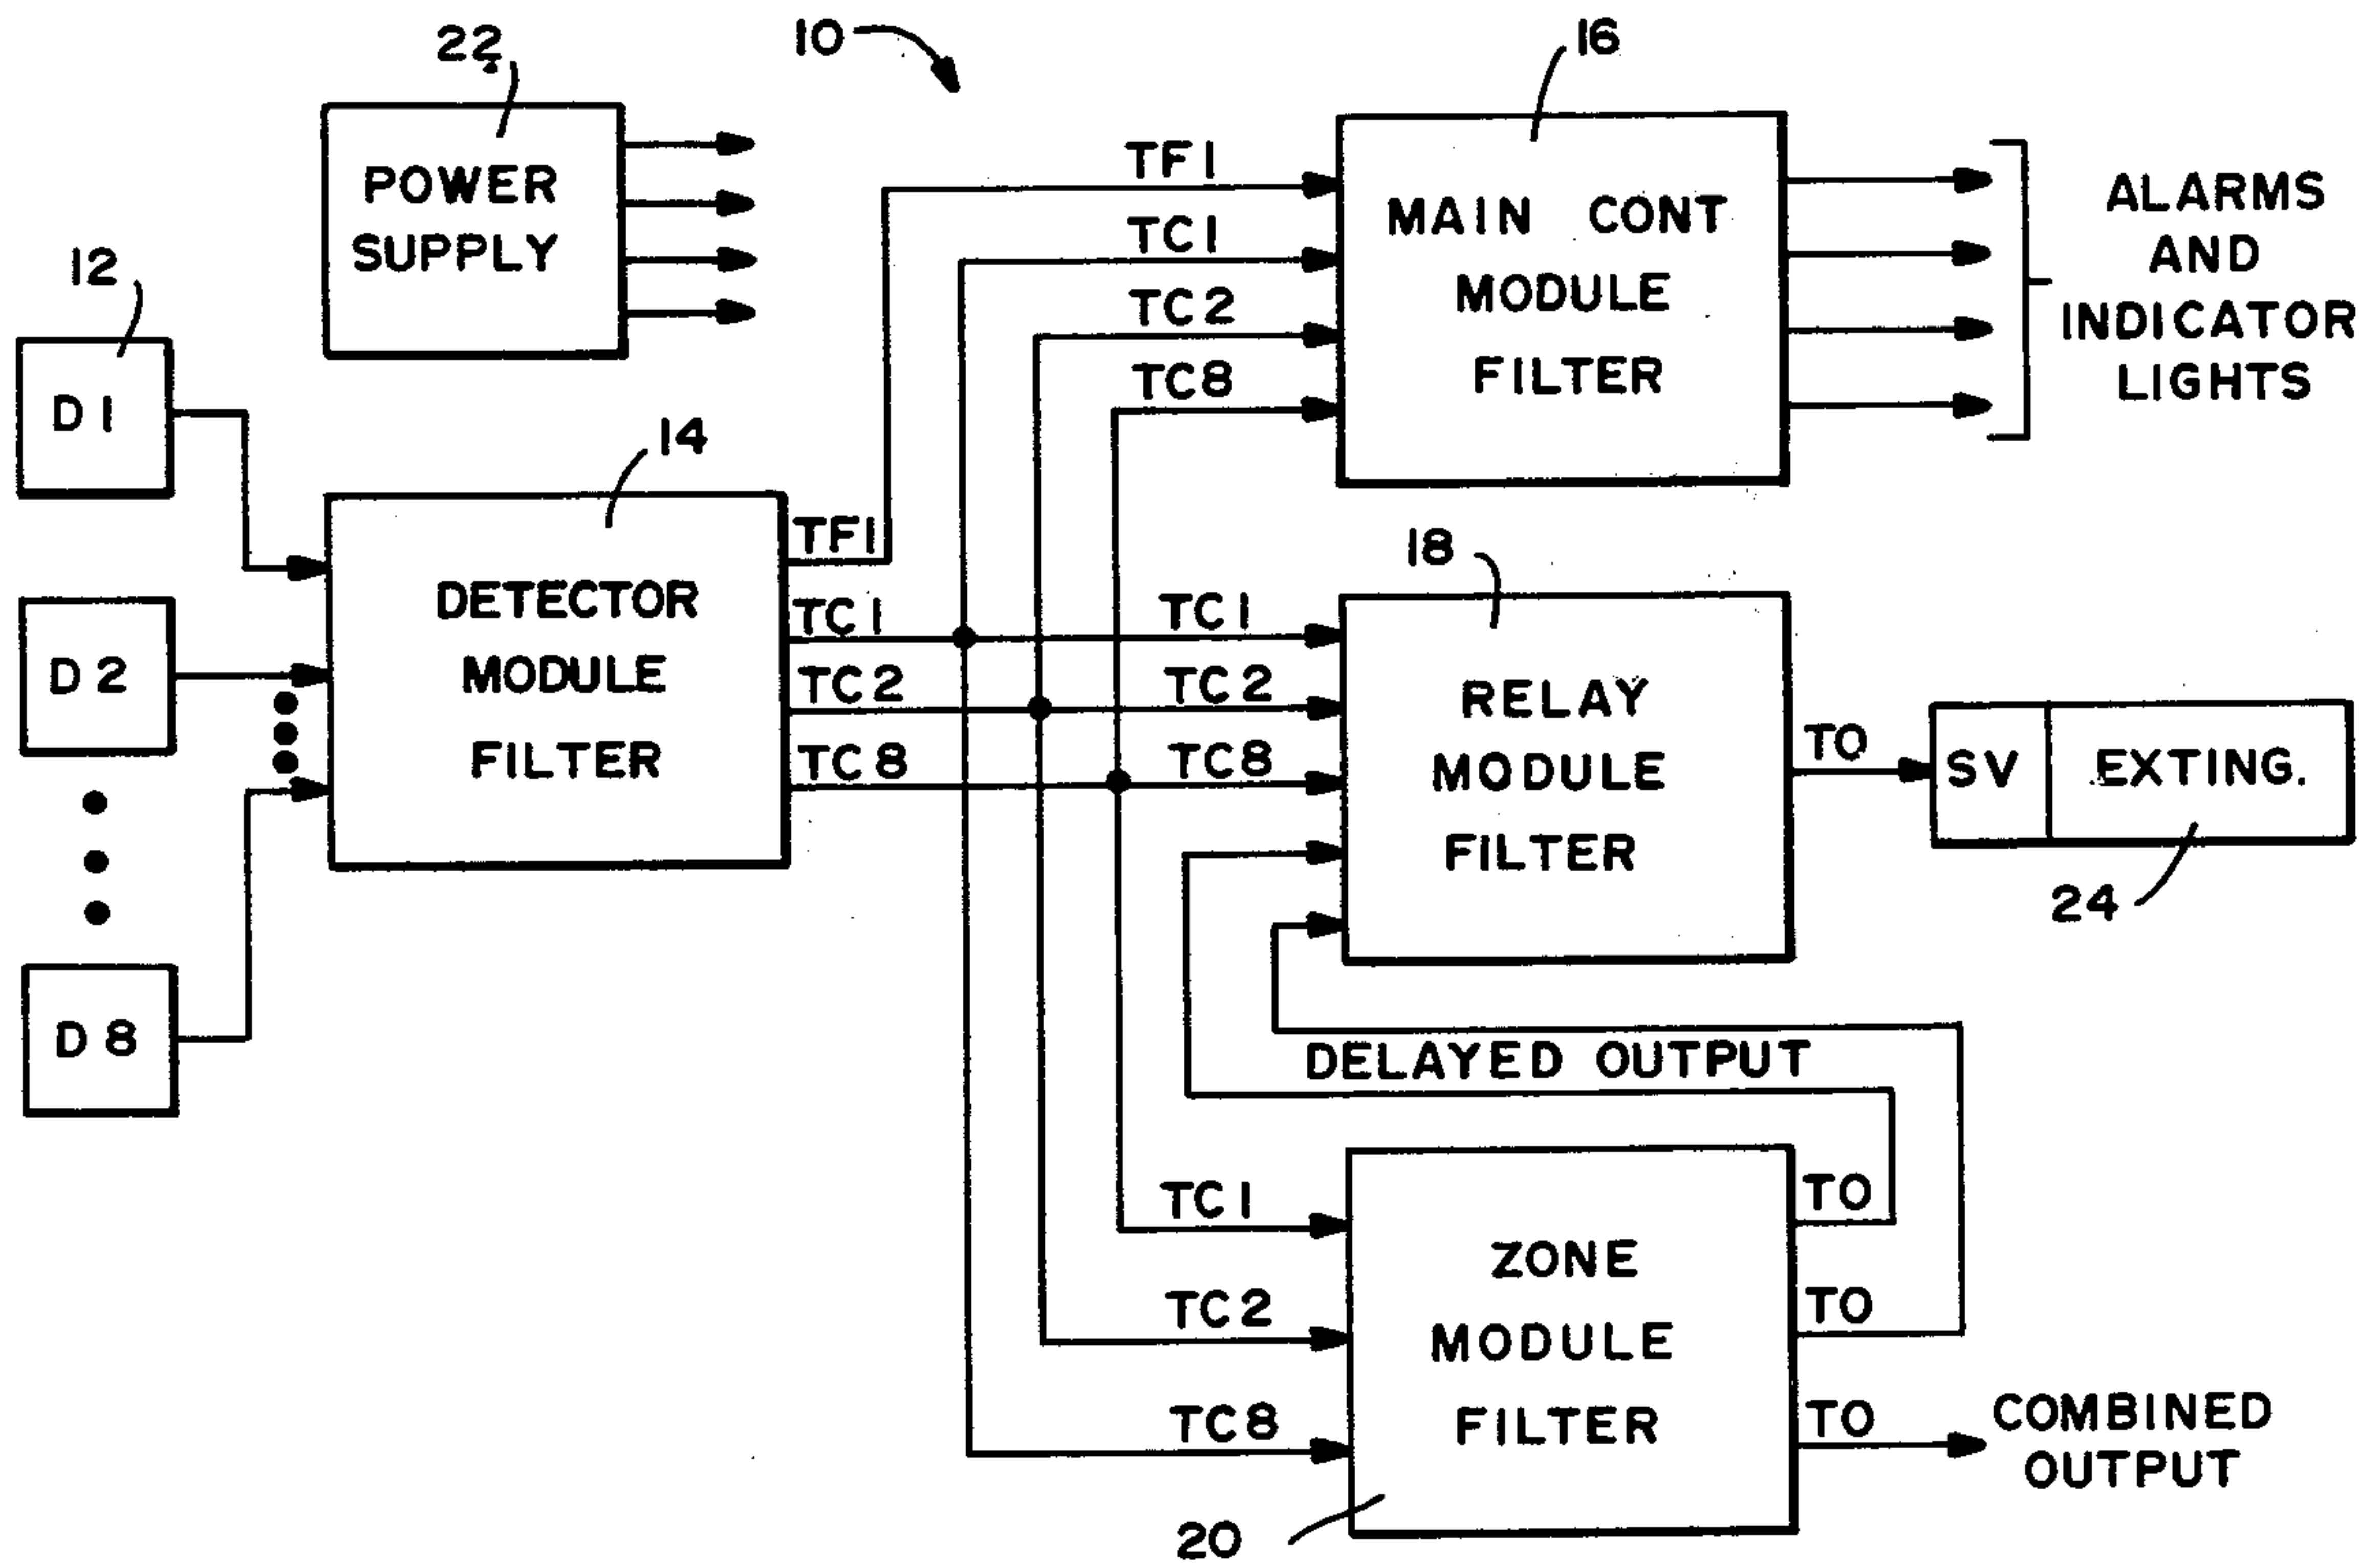 22
10
16
POWER
SUPPLY
12
D1
14
DETECTOR
MODULE
FILTER
D2
D8
TF1
TC1
TC2
TC8
TF1
TC1
TC2
TC8
MAIN CONT
MODULE
FILTER
ALARMS
AND
INDICATOR
LIGHTS
18
TC1
TC2
TC8
RELAY
MODULE
FILTER
TO
SV
EXTING.
24
DELAYED OUTPUT
TC1
TC2
TC8
ZONE
MODULE
FILTER
20
TO
TO
TO
COMBINED
OUTPUT